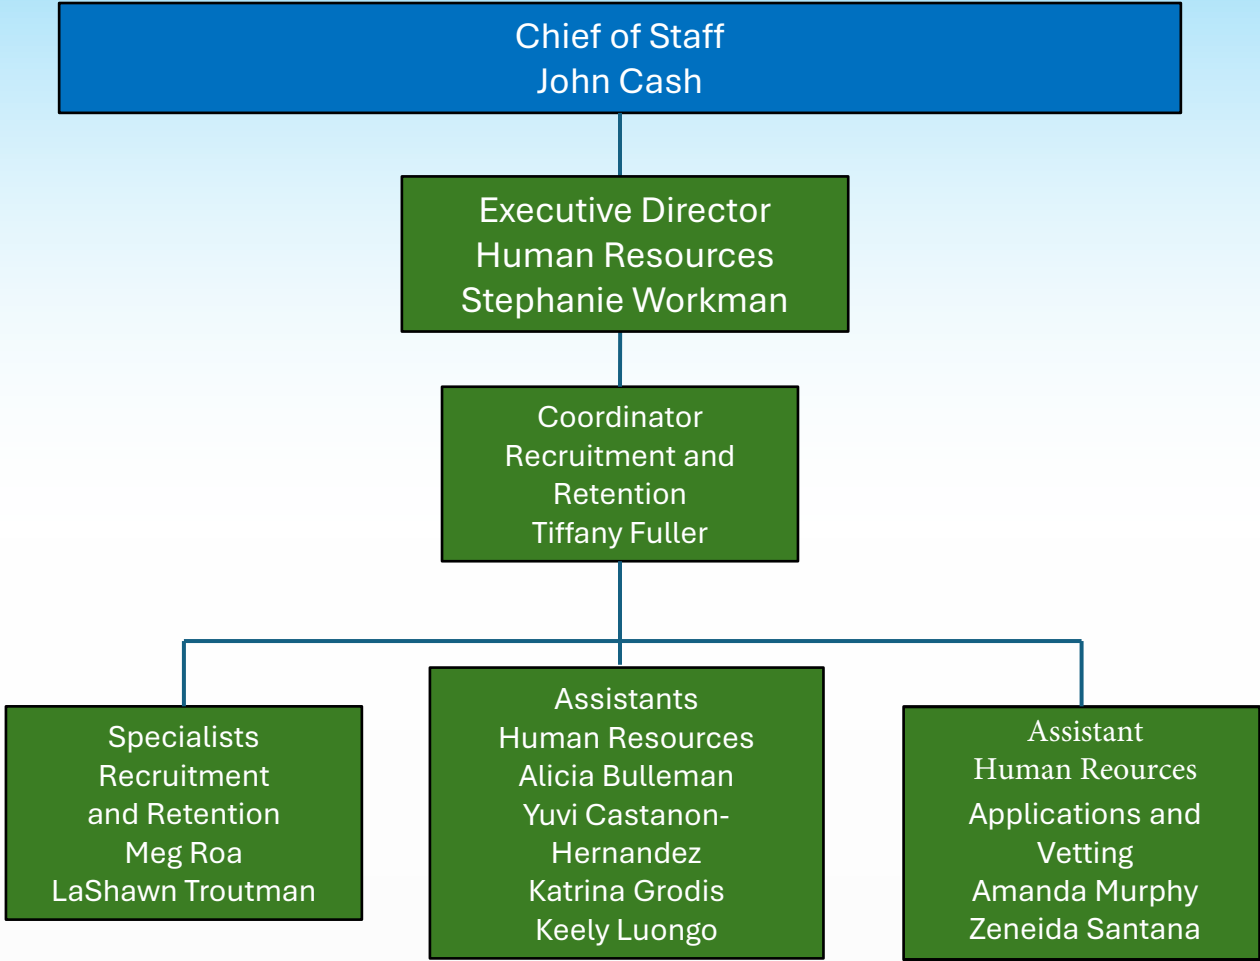 Chief of Staff
John Cash
Executive Director
Human Resources
Stephanie Workman
Coordinator
Recruitment and
Retention
Tiffany Fuller
Specialists
Recruitment
and Retention
Meg Roa
LaShawn Troutman
Assistants
Human Resources
Alicia Bulleman
Yuvi Castanon-
Hernandez
Katrina Grodis
Keely Luongo
Assistant
Human Reources
Applications and
Vetting
Amanda Murphy
Zeneida Santana